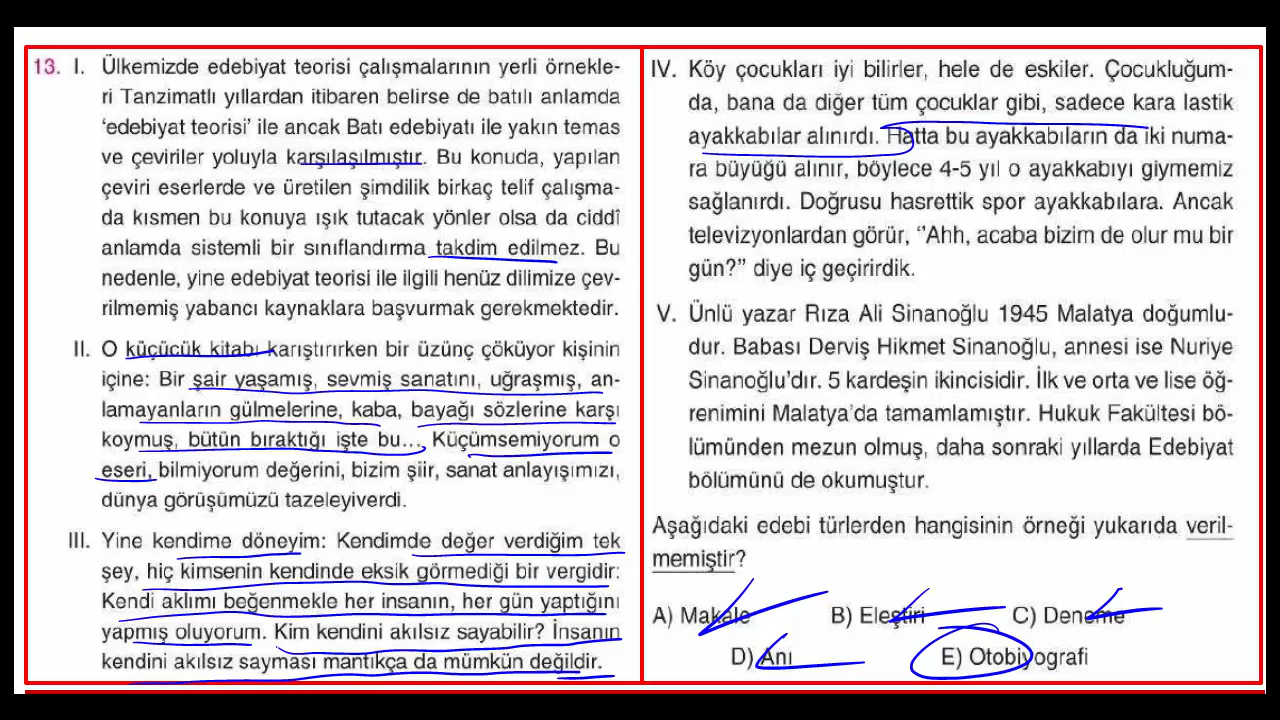 13. I. Ülkemizde edebiyat teorisi çalışmalarının yerli örnekle-
ri Tanzimatlı yıllardan itibaren belirse de batılı anlamda
‘edebiyat teorisi’ ile ancak Batı edebiyatı ile yakın temas
ve çeviriler yoluyla karşılaşılmıştır. Bu konuda, yapılan
çeviri eserlerde ve üretilen şimdilik birkaç telif çalışma-
da kısmen bu konuya ışık tutacak yönler olsa da ciddî
anlamda sistemli bir sınıflandırma takdim edilmez. Bu
nedenle, yine edebiyat teorisi ile ilgili henüz dilimize çev-
rilmemiş yabancı kaynaklara başvurmak gerekmektedir.
II. O küçücük kitabı karıştırırken bir üzünç çöküyor kişinin
içine: Bir şair yaşamış, sevmiş sanatını, uğraşmış, an-
lamayanların gülmelerine, kaba, bayağı sözlerine karşı
koymuş, bütün bıraktığı işte bu... Küçümsemiyorum o
eseri, bilmiyorum değerini, bizim şiir, sanat anlayışımızı,
dünya görüşümüzü tazeleyiverdi.
III. Yine kendime döneyim: Kendimde değer verdiğim tek
şey, hiç kimsenin kendinde eksik görmediği bir vergidir:
Kendi aklımı beğenmekle her insanın, her gün yaptığını
yapmış oluyorum. Kim kendini akılsız sayabilir? İnsanın
kendini akılsız sayması mantıkça da mümkün değildir.
IV. Köy çocukları iyi bilirler, hele de eskiler. Çocukluğum-
da, bana da diğer tüm çocuklar gibi, sadece kara lastik
ayakkabılar alınırdı. Hatta bu ayakkabıların da iki numa-
ra büyüğü alınır, böylece 4-5 yıl o ayakkabıyı giymemiz
sağlanırdı. Doğrusu hasrettik spor ayakkabılara. Ancak
televizyonlardan görür, “Ahh, acaba bizim de olur mu bir
gün?” diye iç geçirirdik.
V. Ünlü yazar Rıza Ali Sinanoğlu 1945 Malatya doğumlu-
dur. Babası Derviş Hikmet Sinanoğlu, annesi ise Nuriye
Sinanoğlu’dır. 5 kardeşin ikincisidir. İlk ve orta ve lise öğ-
renimini Malatya’da tamamlamıştır. Hukuk Fakültesi bö-
lümünden mezun olmuş, daha sonraki yıllarda Edebiyat
bölümünü de okumuştur.
Aşağıdaki edebi türlerden hangisinin örneği yukarıda veril-
memiştir?
A) Makale B) Eleştiri C) Deneme
D) Anı E) Otobiyografi